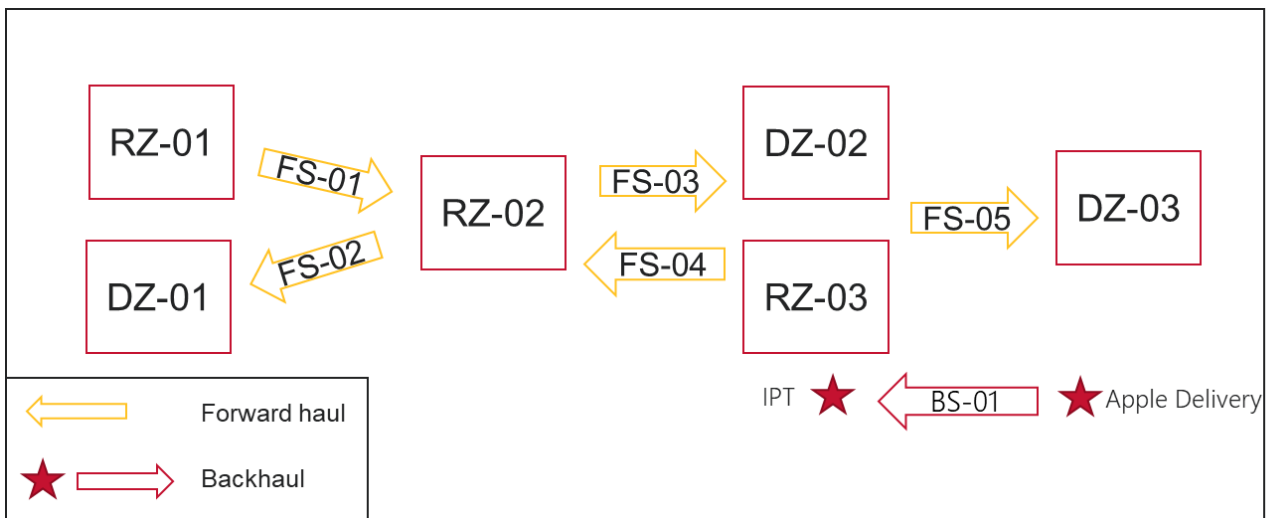 RZ-01
FS-01
RZ-02
FS-02
DZ-01
FS-03
DZ-02
FS-04
RZ-03
FS-05
DZ-03
IPT
BS-01
Apple Delivery
Forward haul
Backhaul